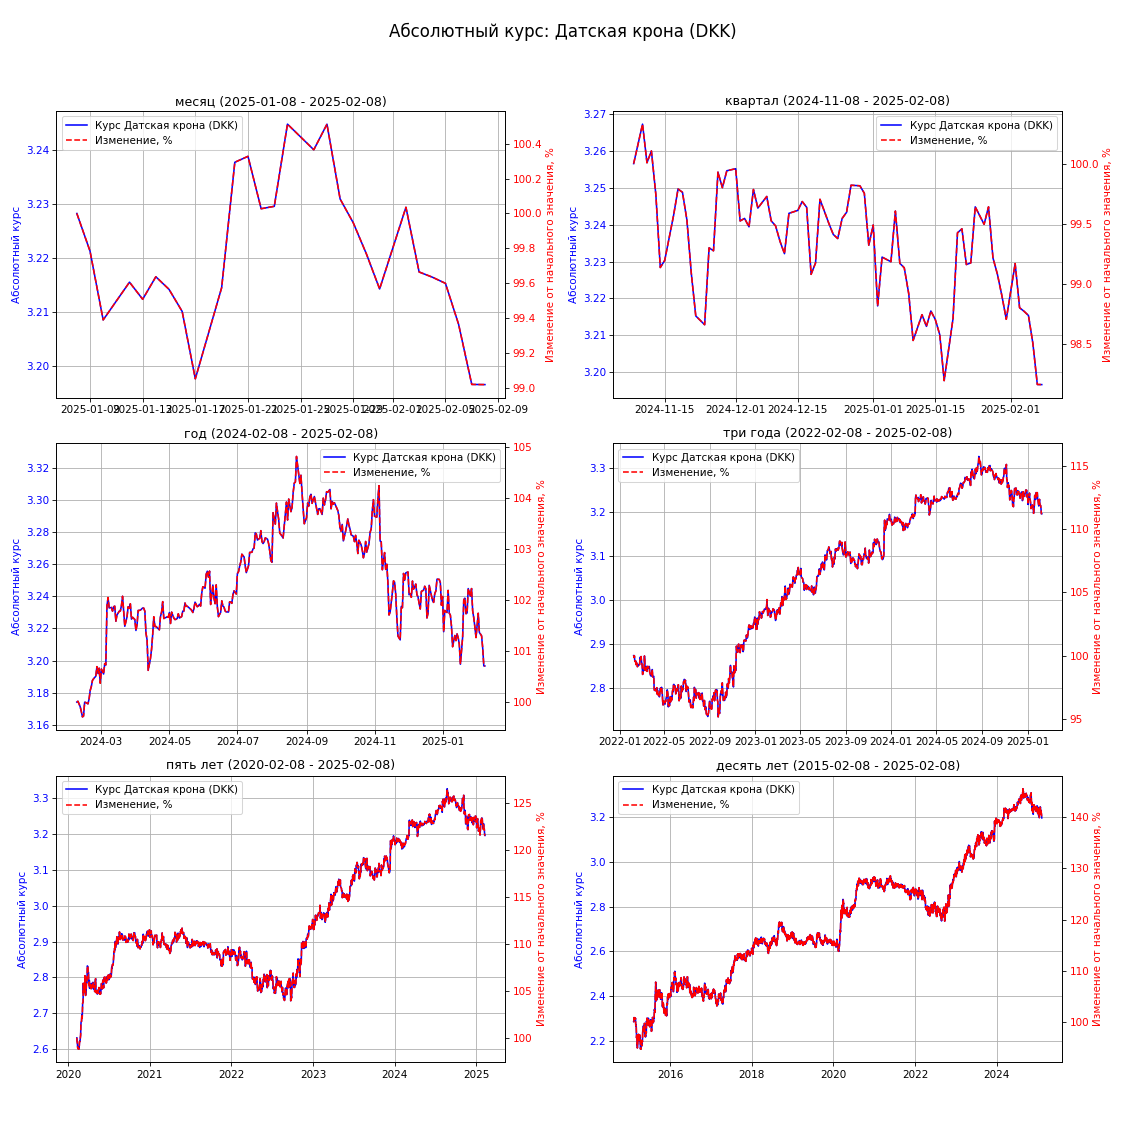 Абсолютный курс: Датская крона (DKK)
месяц (2025-01-08 - 2025-02-08)
Курс Датская крона (DKK)
Изменение, %
Абсолютный курс
3.24
3.23
3.22
3.21
3.20
100.4
100.2
100.0
99.8
99.6
99.4
99.2
99.0
Изменение от начального значения, %
2025-01-09 2025-01-13 2025-01-17 2025-01-21 2025-01-25 2025-01-29 2025-02-01 2025-02-05 2025-02-09
квартал (2024-11-08 - 2025-02-08)
Курс Датская крона (DKK)
Изменение, %
Абсолютный курс
3.27
3.26
3.25
3.24
3.23
3.22
3.21
3.20
100.0
99.5
99.0
98.5
Изменение от начального значения, %
2024-11-15 2024-12-01 2024-12-15 2025-01-01 2025-01-15 2025-02-01
год (2024-02-08 - 2025-02-08)
Курс Датская крона (DKK)
Изменение, %
Абсолютный курс
3.32
3.30
3.28
3.26
3.24
3.22
3.20
3.18
3.16
105
104
103
102
101
100
Изменение от начального значения, %
2024-03 2024-05 2024-07 2024-09 2024-11 2025-01
три года (2022-02-08 - 2025-02-08)
Курс Датская крона (DKK)
Изменение, %
Абсолютный курс
3.3
3.2
3.1
3.0
2.9
2.8
115
110
105
100
95
Изменение от начального значения, %
2022-01 2022-05 2022-09 2023-01 2023-05 2023-09 2024-01 2024-05 2024-09 2025-01
пять лет (2020-02-08 - 2025-02-08)
Курс Датская крона (DKK)
Изменение, %
Абсолютный курс
3.3
3.2
3.1
3.0
2.9
2.8
2.7
2.6
125
120
115
110
105
100
Изменение от начального значения, %
2020 2021 2022 2023 2024 2025
десять лет (2015-02-08 - 2025-02-08)
Курс Датская крона (DKK)
Изменение, %
Абсолютный курс
3.2
3.0
2.8
2.6
2.4
2.2
140
130
120
110
100
Изменение от начального значения, %
2016 2018 2020 2022 2024